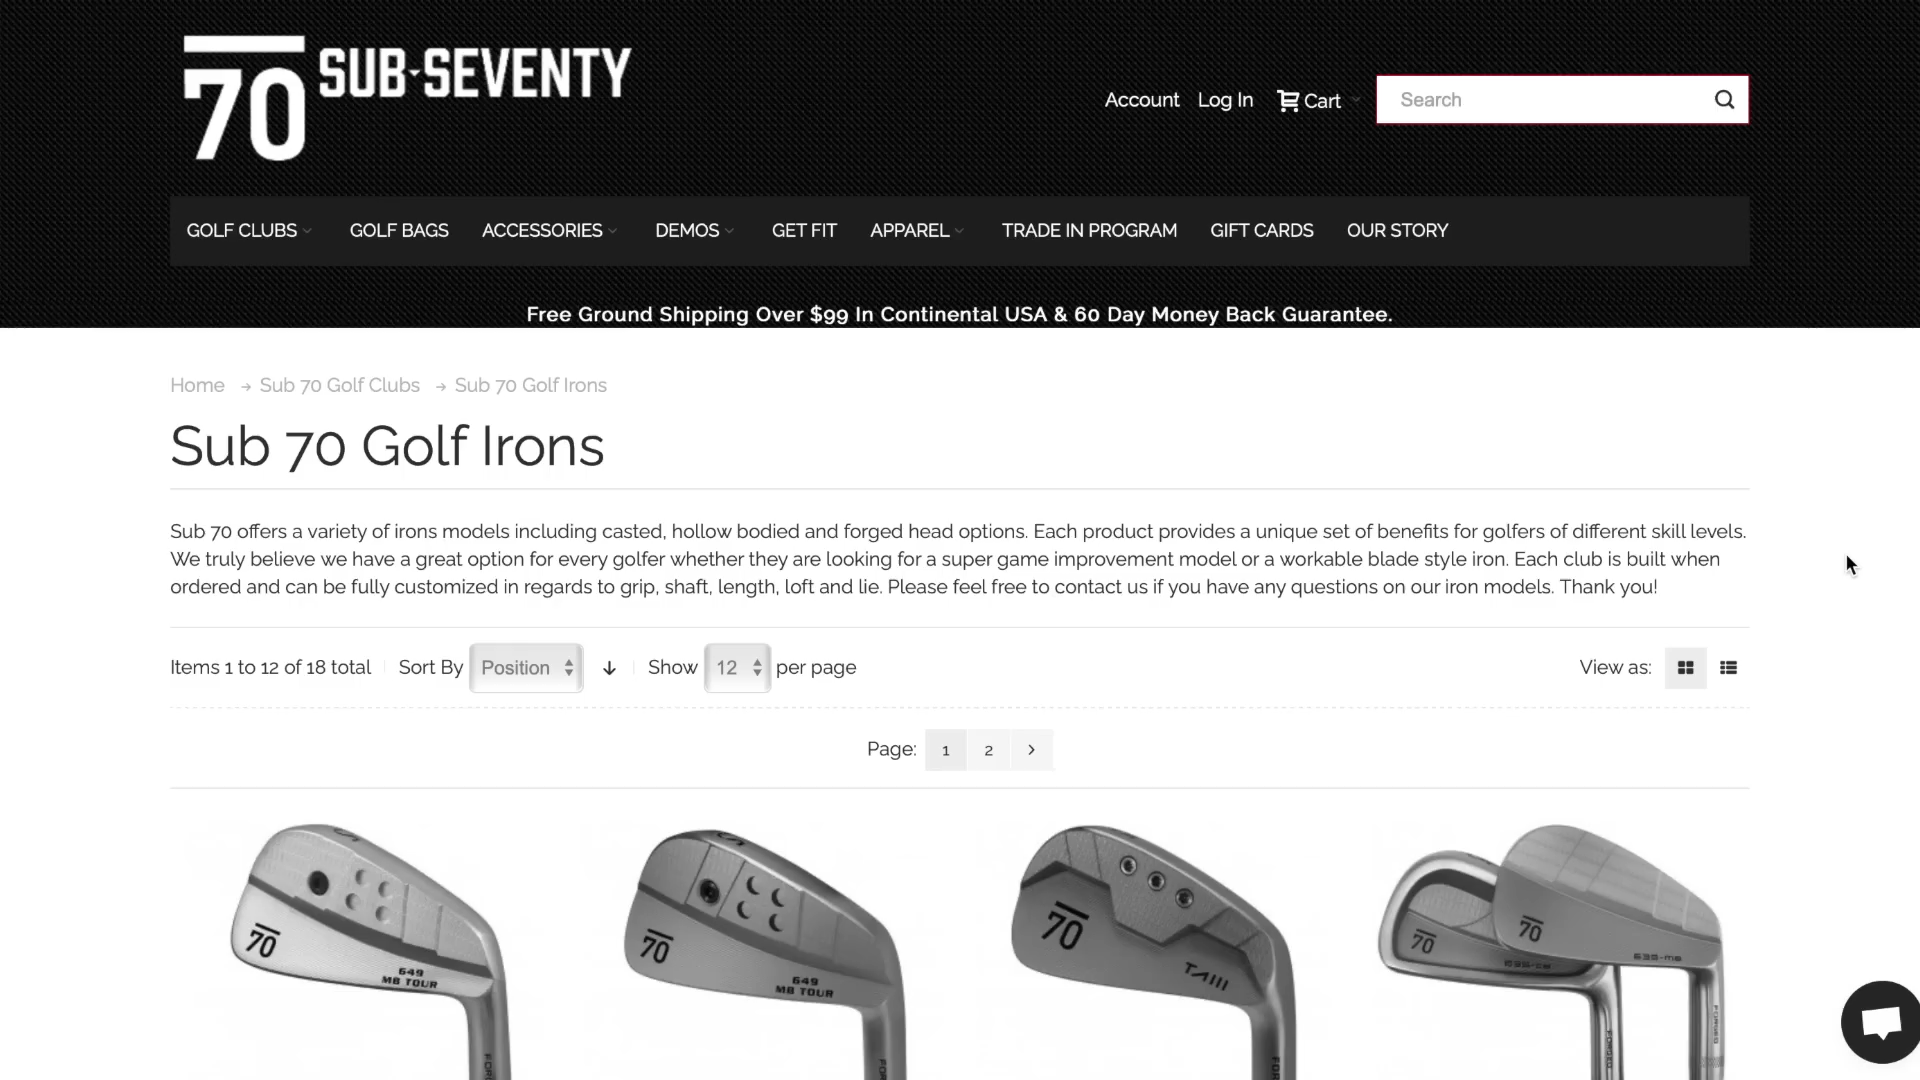 70 SUB-SEVENTY
Account Log In Cart Search
GOLF CLUBS GOLF BAGS ACCESSORIES DEMOS GET FIT APPAREL TRADE IN PROGRAM GIFT CARDS OUR STORY
Free Ground Shipping Over $99 In Continental USA & 60 Day Money Back Guarantee.
Home → Sub 70 Golf Clubs → Sub 70 Golf Irons
Sub 70 Golf Irons
Sub 70 offers a variety of irons models including casted, hollow bodied and forged head options. Each product provides a unique set of benefits for golfers of different skill levels.
We truly believe we have a great option for every golfer whether they are looking for a super game improvement model or a workable blade style iron. Each club is built when
ordered and can be fully customized in regards to grip, shaft, length, loft and lie. Please feel free to contact us if you have any questions on our iron models. Thank you!
Items 1 to 12 of 18 total Sort By Position Show 12 per page View as:
Page: 1 2
70
649
MB TOUR
70
649
MB TOUR
70
TAIII
70
70
639-MB
FORGED
FORGED